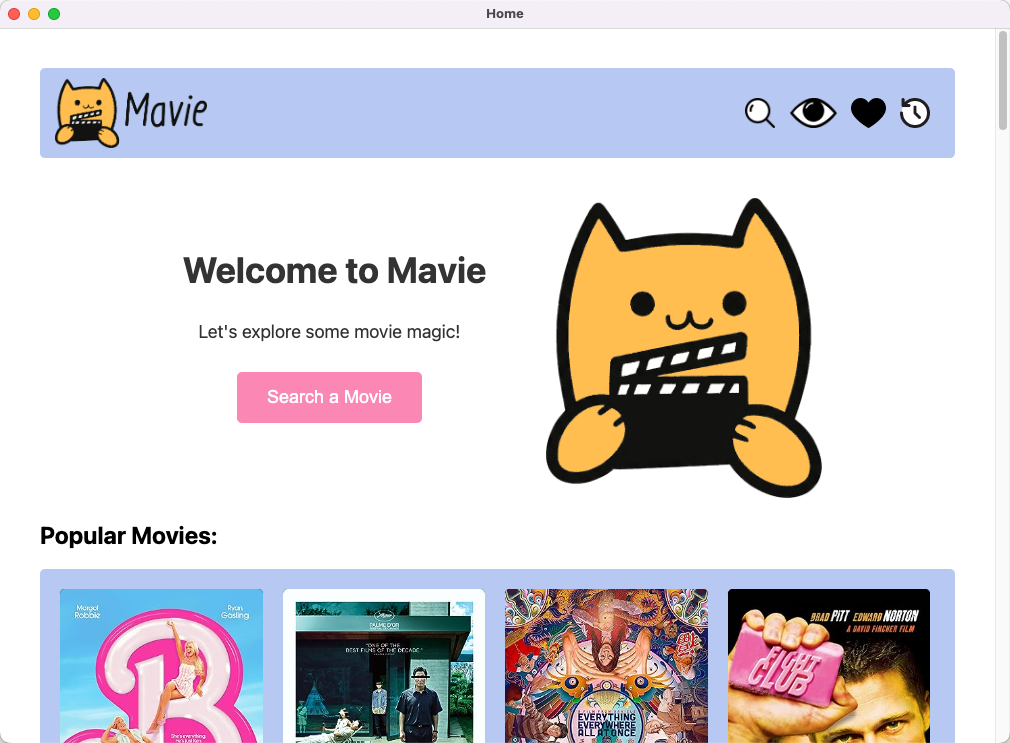 Home
Mavie
Welcome to Mavie
Let's explore some movie magic!
Search a Movie
Popular Movies:
Margot
Robbie
Ryan
Gosling
She's everything.
He's just Ken.
PALME D'OR
"ONE OF THE
BEST FILMS OF THE DECADE."
EVERYTHING
EVERYWHERE
ALL AT ONCE
BRAD PITT EDWARD NORTON
A DAVID FINCHER FILM
FIGHT
CLUB